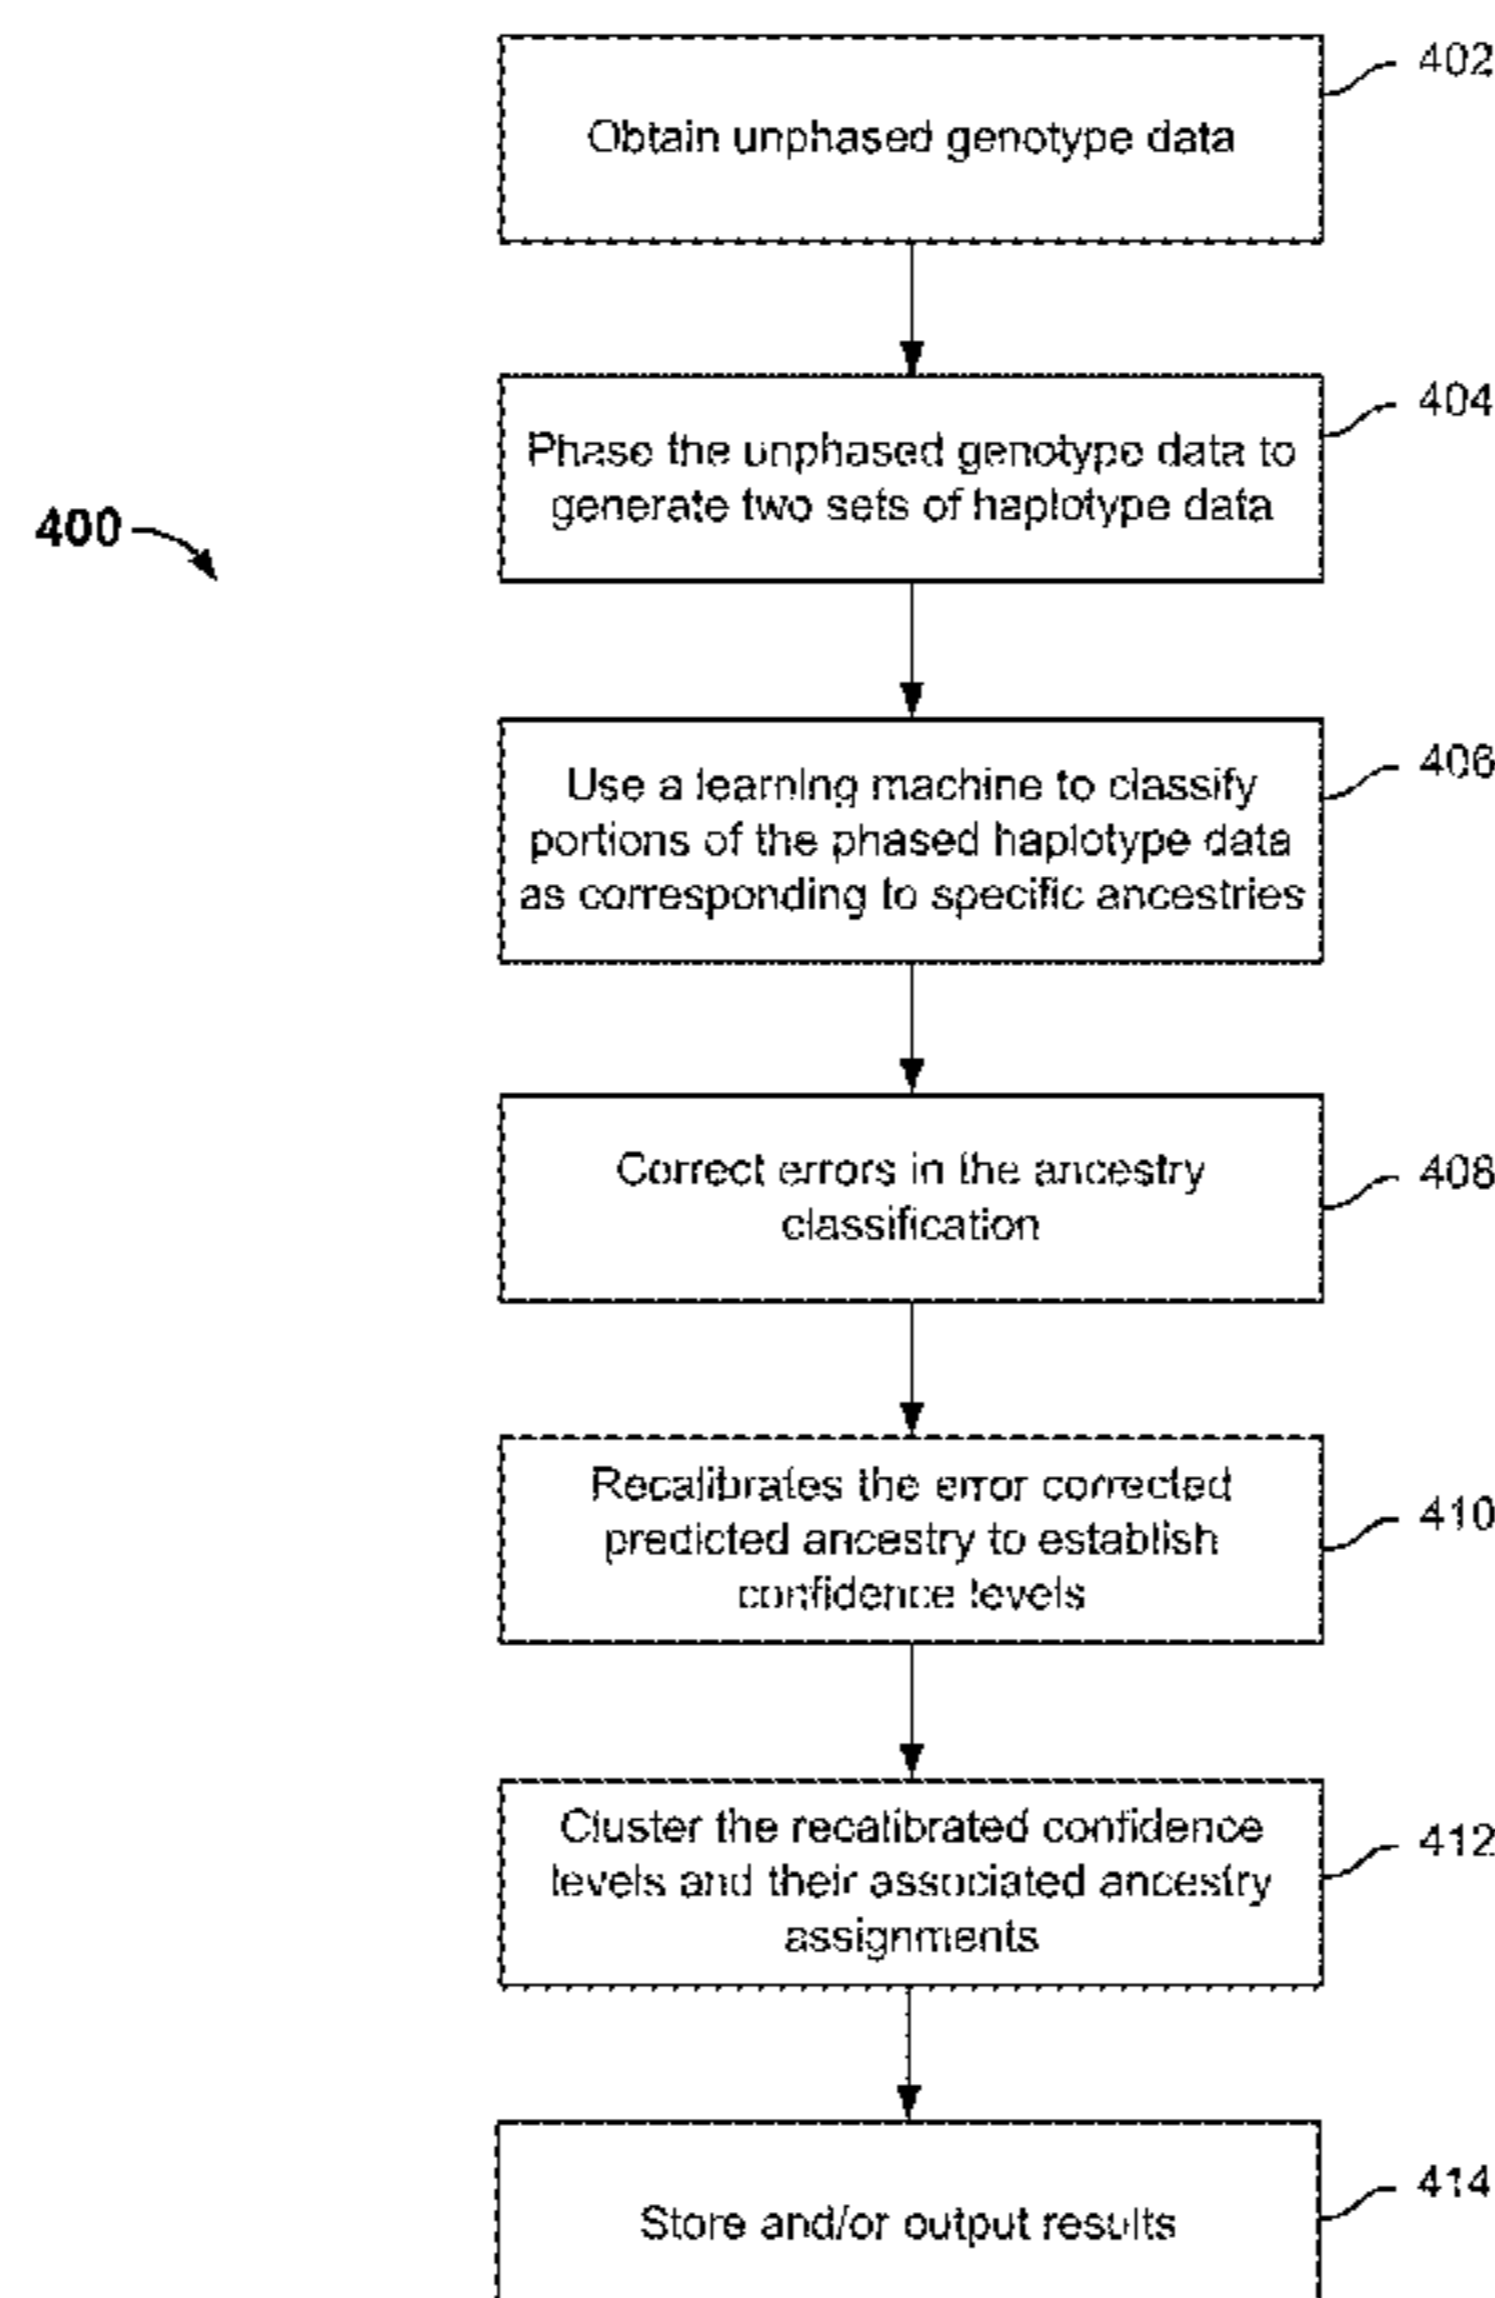 402
Obtain unphased genotype data
404
Phase the unphased genotype data to
generate two sets of haplotype data
400
406
Use a learning machine to classify
portions of the phased haplotype data
as corresponding to specific ancestries
408
Correct errors in the ancestry
classification
410
Recalibrates the error corrected
predicted ancestry to establish
confidence levels
412
Cluster the recalibrated confidence
levels and their associated ancestry
assignments
414
Store and/or output results